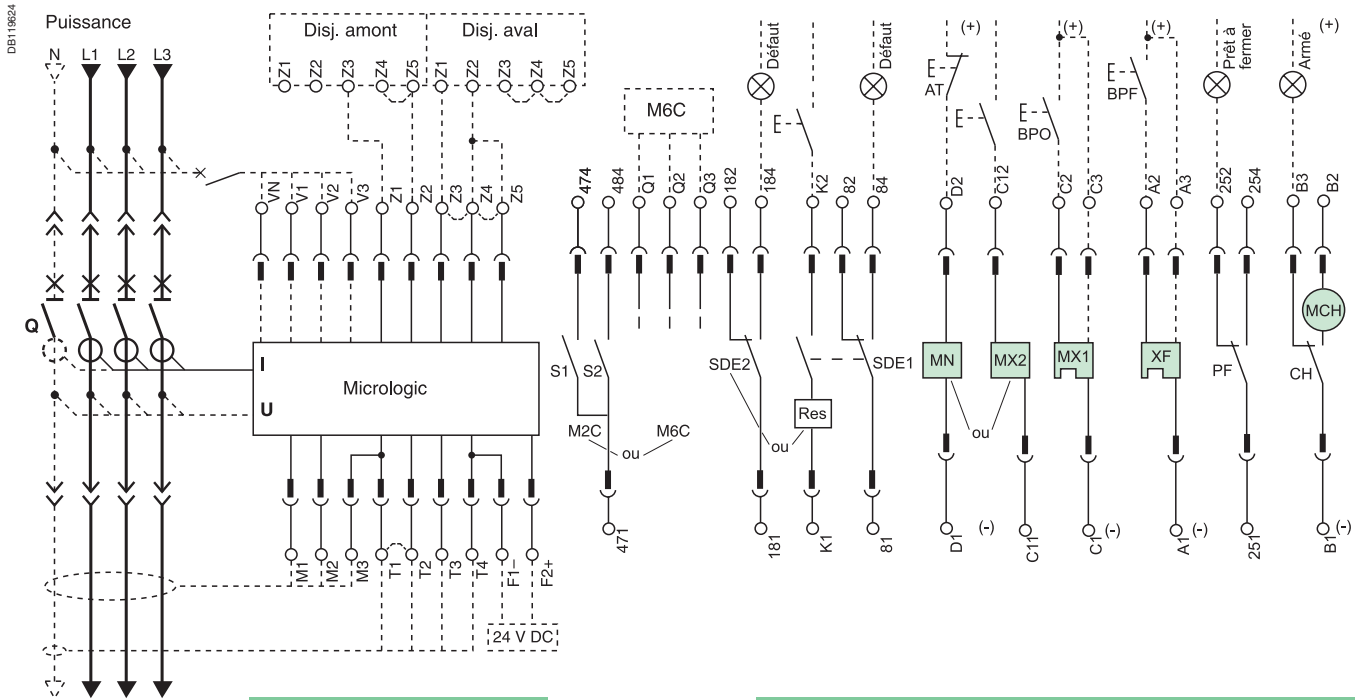 DB119624
Puissance
N L1 L2 L3
Disj. amont Disj. aval
Z1 Z2 Z3 Z4 Z5 Z1 Z2 Z3 Z4 Z5
M6C
Défaut
Défaut
(+)
AT
(+)
BPO
(+)
BPF
Prêt à
fermer
Armé
(+)
VN V1 V2 V3 Z1 Z2 Z3 Z4 Z5
474 484 Q1 Q2 Q3 182 184 K2 82 84
D2 C12 C2 C3 A2 A3 252 254 B3 B2
Q
I
Micrologic
U
S1 S2
M2C ou M6C
SDE2
ou
Res
SDE1
MN MX2 MX1 XF PF CH MCH
ou
M1 M2 M3 T1 T2 T3 T4 F1– F2+
24 V DC
471 181 K1 81
D1 (-) C11 C1 (-) A1 (-) 251 B1 (-)